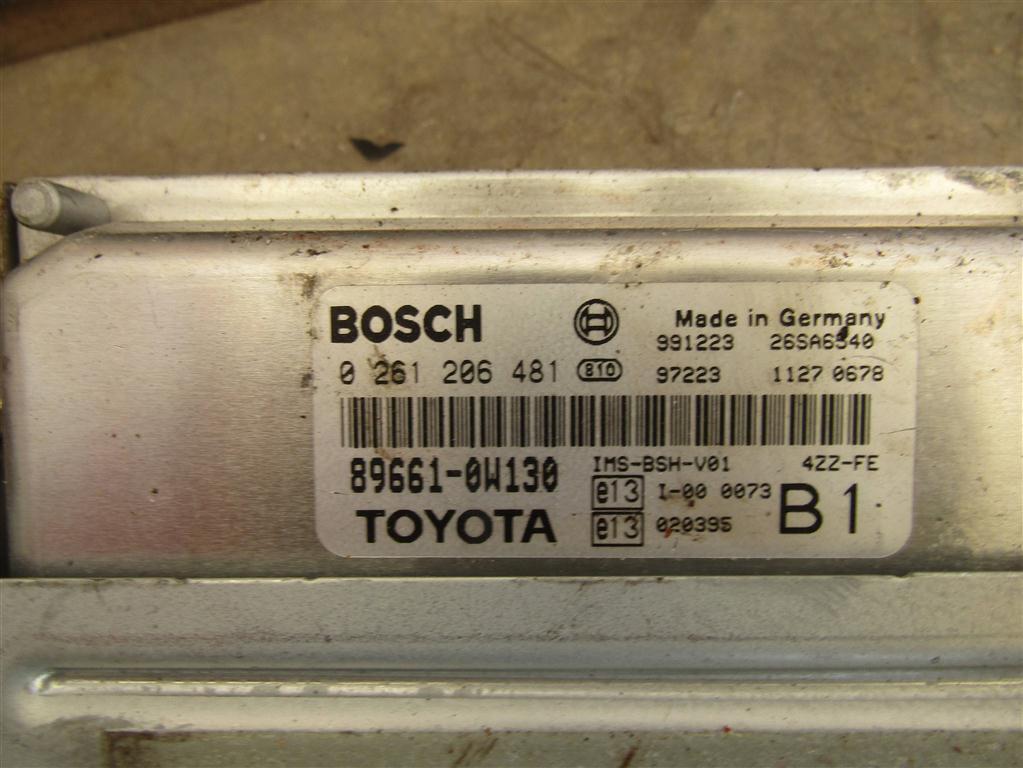 BOSCH
Made in Germany
991223 26SA6540
0 261 206 481 810
97223 1127 0678
89661-0W130
IMS-BSH-V01 4ZZ-FE
e13 I-00 0073
TOYOTA
e13 020395
B1